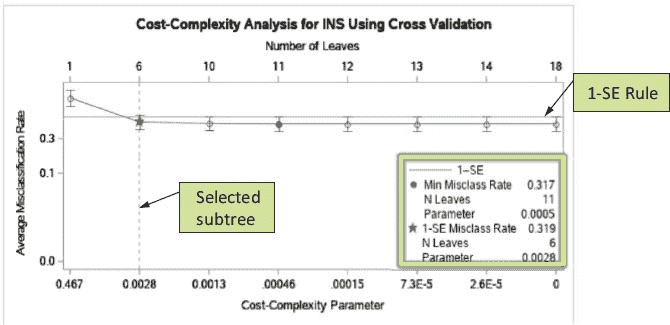 Cost-Complexity Analysis for INS Using Cross Validation
Number of Leaves
1 6 10 11 12 13 14 18
1-SE Rule
Average Misclassification Rate
0.3
0.1
0.0
Selected
subtree
1-SE
Min Misclass Rate 0.317
N Leaves 11
Parameter 0.0005
1-SE Misclass Rate 0.319
N Leaves 6
Parameter 0.0028
0.467 0.0028 0.0013 .00046 .00015 7.3E-5 2.6E-5 0
Cost-Complexity Parameter